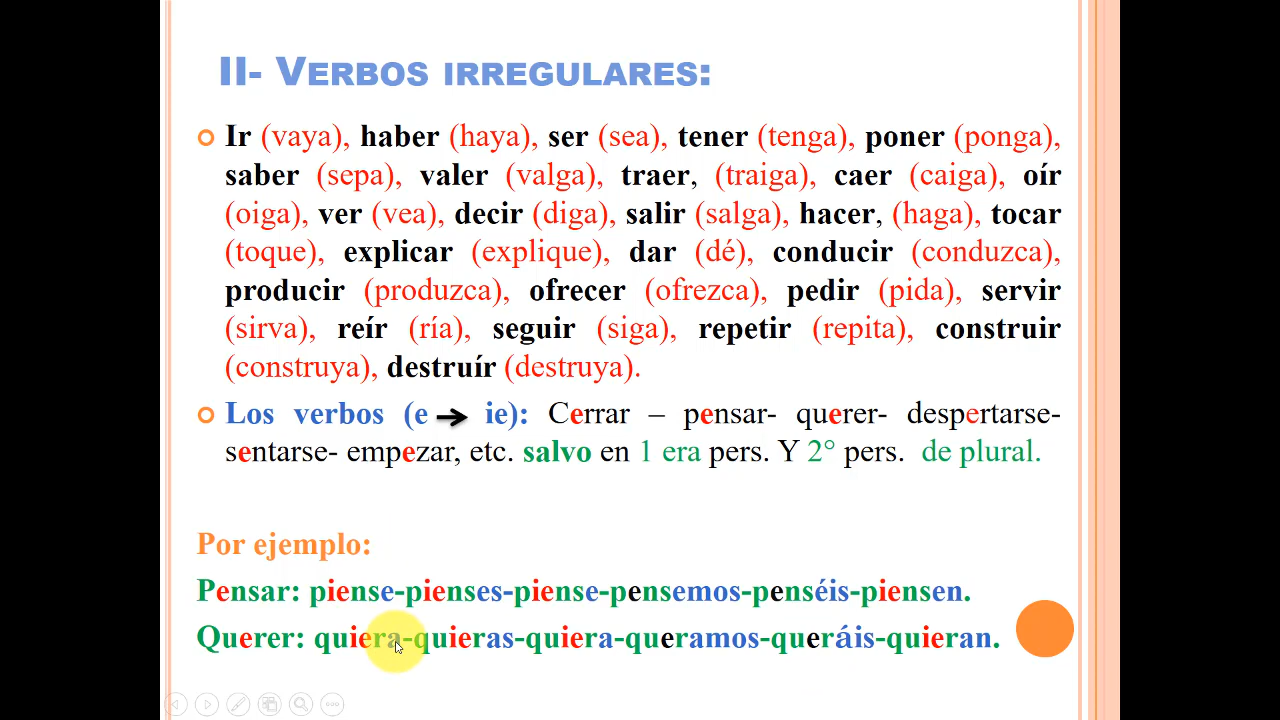 II- VERBOS IRREGULARES:
Ir (vaya), haber (haya), ser (sea), tener (tenga), poner (ponga),
saber (sepa), valer (valga), traer, (traiga), caer (caiga), oír
(oiga), ver (vea), decir (diga), salir (salga), hacer, (haga), tocar
(toque), explicar (explique), dar (dé), conducir (conduzca),
producir (produzca), ofrecer (ofrezca), pedir (pida), servir
(sirva), reír (ría), seguir (siga), repetir (repita), construir
(construya), destruír (destruya).
Los verbos (e → ie): Cerrar – pensar- querer- despertarse-
sentarse- empezar, etc. salvo en 1 era pers. Y 2° pers. de plural.
Por ejemplo:
Pensar: piense-pienses-piense-pensemos-penséis-piensen.
Querer: quiera-quieras-quiera-queramos-queráis-quieran.